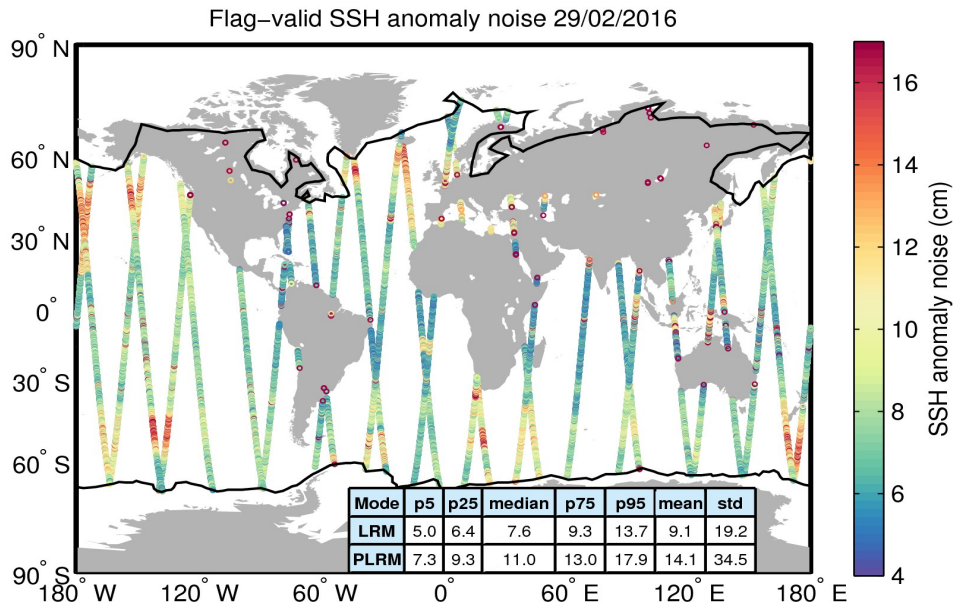 Flag−valid SSH anomaly noise 29/02/2016
90° N
60° N
30° N
0°
30° S
60° S
90° S
180° W
120° W
60° W
0°
60° E
120° E
180° E
Mode p5 p25 median p75 p95 mean std
LRM 5.0 6.4 7.6 9.3 13.7 9.1 19.2
PLRM 7.3 9.3 11.0 13.0 17.9 14.1 34.5
16
14
12
10
8
6
4
SSH anomaly noise (cm)